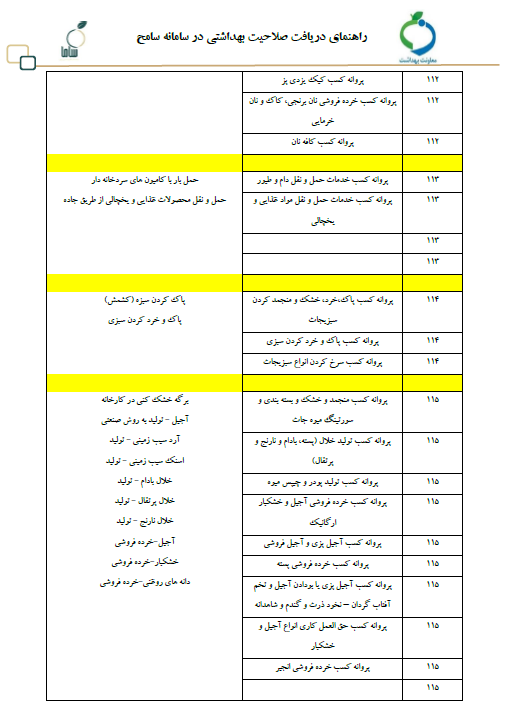 راهنمای دریافت صلاحیت بهداشتی در سامانه سامح
معاونت بهداشت
ساما
۱۱۲ پروانه کسب کیک یزدی پز
۱۱۲ پروانه کسب خرده فروشی نان برنجی، کاک و نان
خرمایی
۱۱۲ پروانه کسب کافه نان
۱۱۳ پروانه کسب خدمات حمل و نقل دام و طیور
۱۱۳ پروانه کسب خدمات حمل و نقل مواد غذایی و
یخچالی
۱۱۳
۱۱۳
حمل بار با کامیون های سردخانه دار
حمل و نقل محصولات غذایی و یخچالی از طریق جاده
۱۱۴ پروانه کسب پاک،خرد، خشک و منجمد کردن
سبزیجات
۱۱۴ پروانه کسب پاک و خرد کردن سبزی
۱۱۴ پروانه کسب سرخ کردن انواع سبزیجات
پاک کردن سبزه (کشمش)
پاک و خرد کردن سبزی
۱۱۵ پروانه کسب منجمد و خشک و بسته بندی و
سورتینگ میوه جات
۱۱۵ پروانه کسب تولید خلال (پسته، بادام و نارنج و
پرتقال)
۱۱۵ پروانه کسب تولید پودر و چیپس میوه
۱۱۵ پروانه کسب خرده فروشی آجیل و خشکبار
ارگانیک
۱۱۵ پروانه کسب آجیل پزی و آجیل فروشی
۱۱۵ پروانه کسب خرده فروشی پسته
۱۱۵ پروانه کسب آجیل پزی یا بودادن آجیل و تخم
آفتاب گردان – نخود ذرت و گندم و شاهدانه
۱۱۵ پروانه کسب حق العمل کاری انواع آجیل و
خشکبار
۱۱۵ پروانه کسب خرده فروشی انجیر
۱۱۵
برگه خشک کنی در کارخانه
آجیل - تولید به روش صنعتی
آرد سیب زمینی - تولید
اسنک سیب زمینی - تولید
خلال بادام - تولید
خلال پرتقال - تولید
خلال نارنج - تولید
آجیل-خرده فروشی
خشکبار-خرده فروشی
دانه های روغنی-خرده فروشی